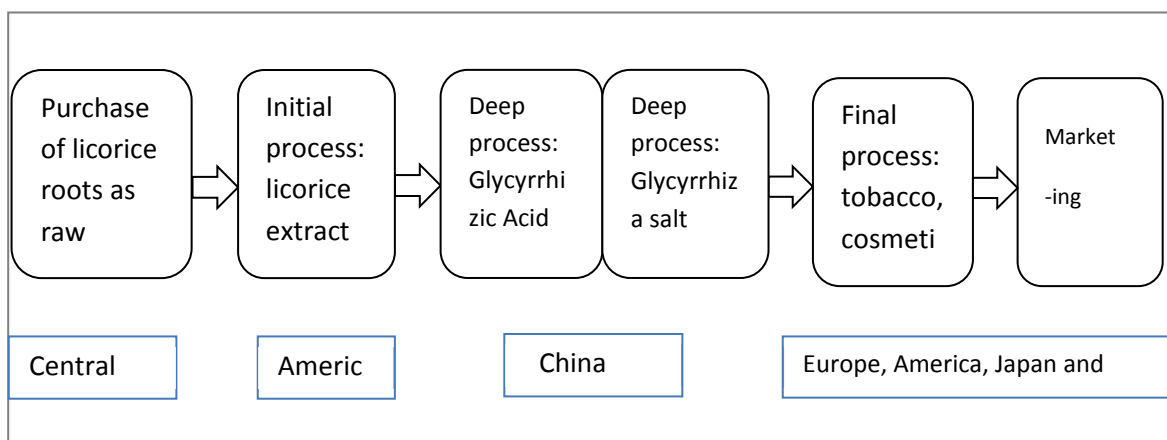 Purchase
of licorice
roots as
raw
Initial
process:
licorice
extract
Deep
process:
Glycyrrhi
zic Acid
Deep
process:
Glycyrrhiz
a salt
Final
process:
tobacco,
cosmeti
Market
-ing
Central
Americ
China
Europe, America, Japan and